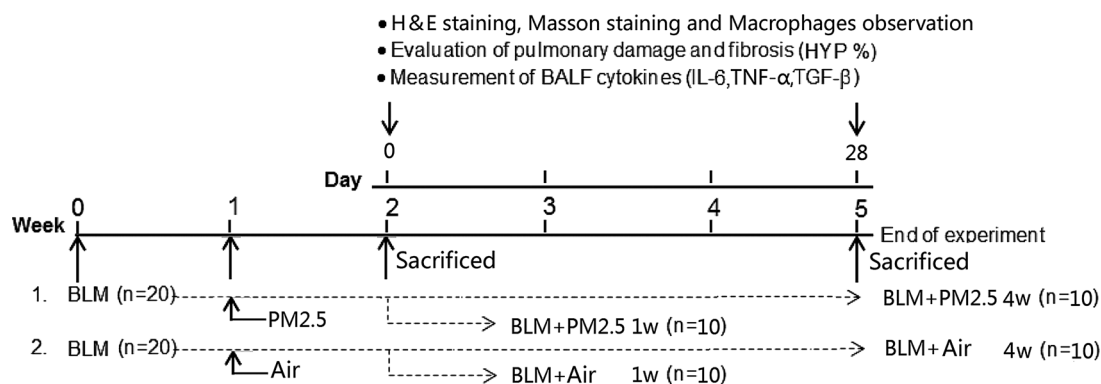 • H&E staining, Masson staining and Macrophages observation
• Evaluation of pulmonary damage and fibrosis (HYP %)
• Measurement of BALF cytokines (IL-6,TNF-α,TGF-β)
0 28
Day
0 1 2 3 4 5
Week
End of experiment
Sacrificed Sacrificed
1. BLM (n=20) BLM+PM2.5 4w (n=10)
PM2.5 BLM+PM2.5 1w (n=10)
2. BLM (n=20) BLM+Air 4w (n=10)
Air BLM+Air 1w (n=10)